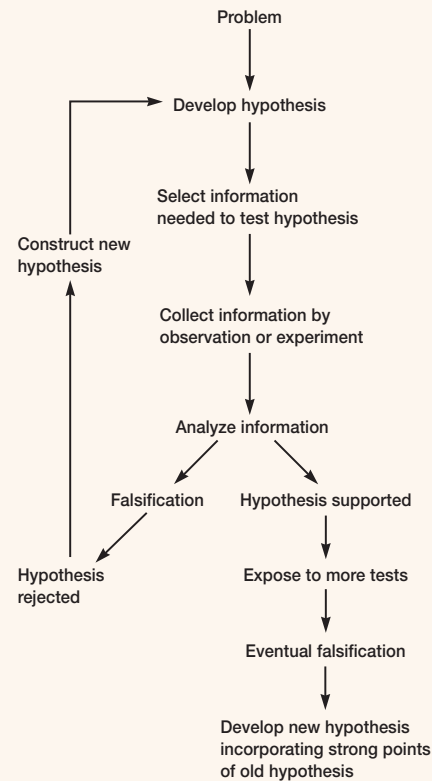 Problem
Develop hypothesis
Select information
needed to test hypothesis
Construct new
hypothesis
Collect information by
observation or experiment
Analyze information
Falsification
Hypothesis supported
Hypothesis
rejected
Expose to more tests
Eventual falsification
Develop new hypothesis
incorporating strong points
of old hypothesis